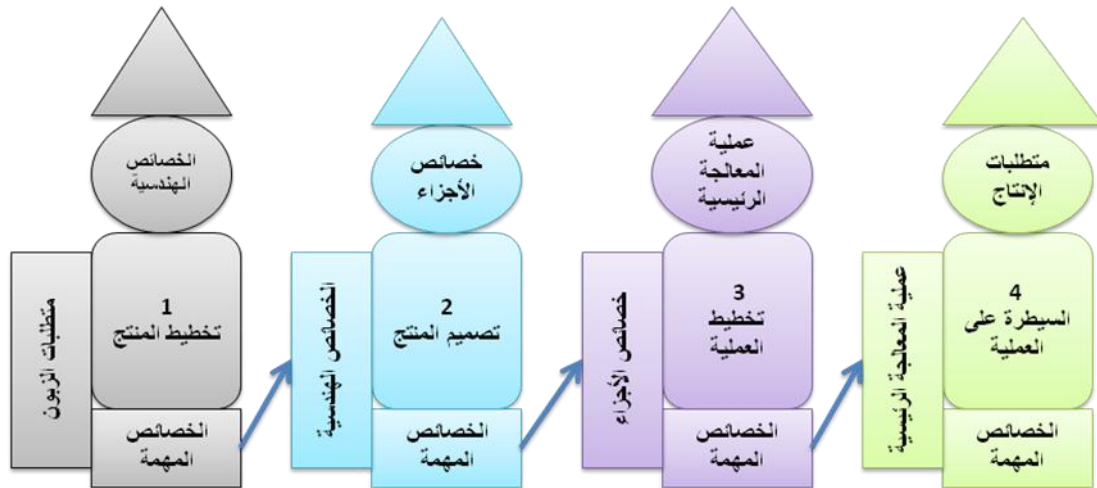 الخصائص
الهندسية
متطلبات الزبون
1
تخطيط المنتج
الخصائص
المهمة
خصائص
الأجزاء
الخصائص الهندسية
2
تصميم المنتج
الخصائص
المهمة
عملية
المعالجة
الرئيسية
خصائص الأجزاء
3
تخطيط
العملية
الخصائص
المهمة
متطلبات
الإنتاج
عملية المعالجة الرئيسية
4
السيطرة على
العملية
الخصائص
المهمة